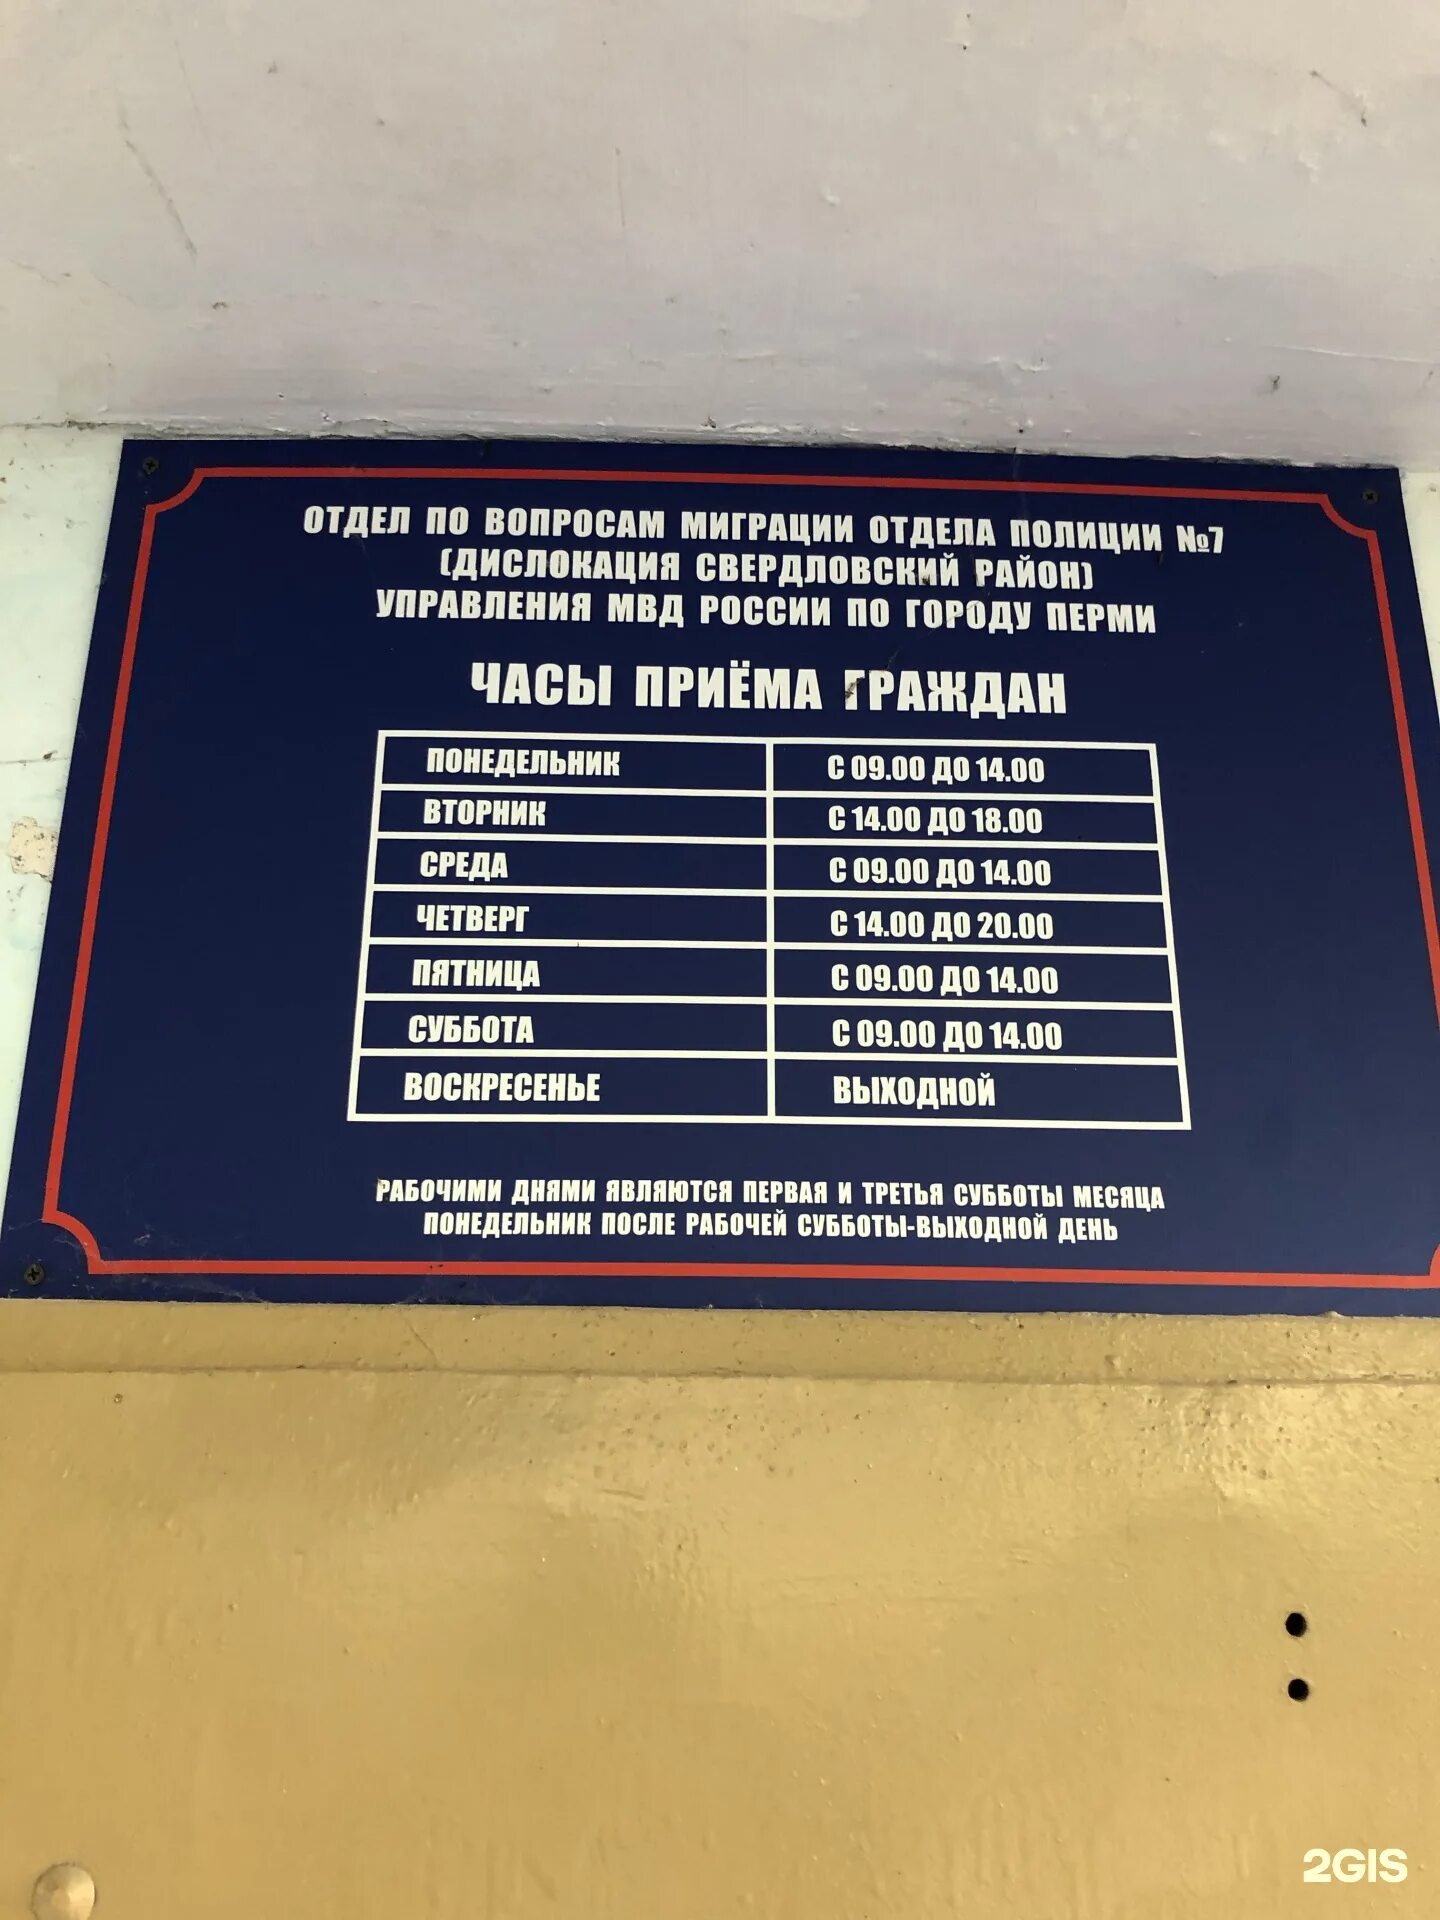 ОТДЕЛ ПО ВОПРОСАМ МИГРАЦИИ ОТДЕЛА ПОЛИЦИИ №7
(ДИСЛОКАЦИЯ СВЕРДЛОВСКИЙ РАЙОН)
УПРАВЛЕНИЯ МВД РОССИИ ПО ГОРОДУ ПЕРМИ
ЧАСЫ ПРИЁМА ГРАЖДАН
ПОНЕДЕЛЬНИК С 09.00 ДО 14.00
ВТОРНИК С 14.00 ДО 18.00
СРЕДА С 09.00 ДО 14.00
ЧЕТВЕРГ С 14.00 ДО 20.00
ПЯТНИЦА С 09.00 ДО 14.00
СУББОТА С 09.00 ДО 14.00
ВОСКРЕСЕНЬЕ ВЫХОДНОЙ
РАБОЧИМИ ДНЯМИ ЯВЛЯЮТСЯ ПЕРВАЯ И ТРЕТЬЯ СУББОТЫ МЕСЯЦА
ПОНЕДЕЛЬНИК ПОСЛЕ РАБОЧЕЙ СУББОТЫ-ВЫХОДНОЙ ДЕНЬ
2GIS